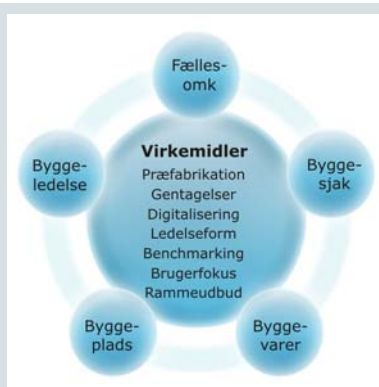 Fælles-
omk
Bygge-
ledelse
Bygge-
sjak
Virkemidler
Præfabrikation
Gentagelser
Digitalisering
Ledelseform
Benchmarking
Brugerfokus
Rammeudbud
Bygge-
plads
Bygge-
varer